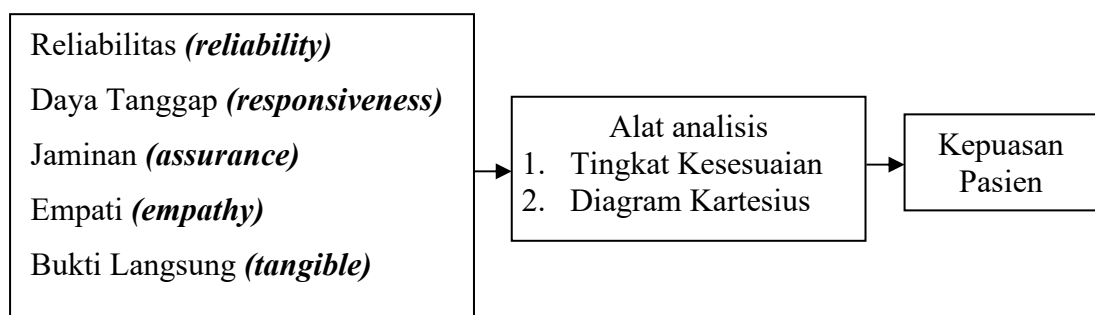 Reliabilitas (reliability)
Daya Tanggap (responsiveness)
Jaminan (assurance)
Empati (empathy)
Bukti Langsung (tangible)
Alat analisis
1. Tingkat Kesesuaian
2. Diagram Kartesius
Kepuasan
Pasien